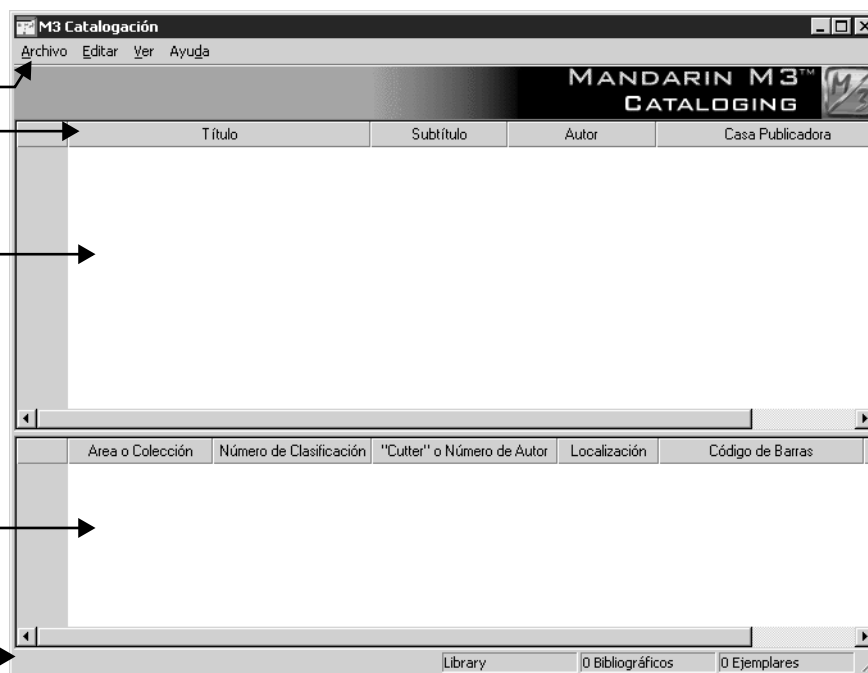 M3 Catalogación
Archivo Editar Ver Ayuda
MANDARIN M3™
CATALOGING
M3
Título Subtítulo Autor Casa Publicadora
Area o Colección Número de Clasificación "Cutter" o Número de Autor Localización Código de Barras
Library 0 Bibliográficos 0 Ejemplares